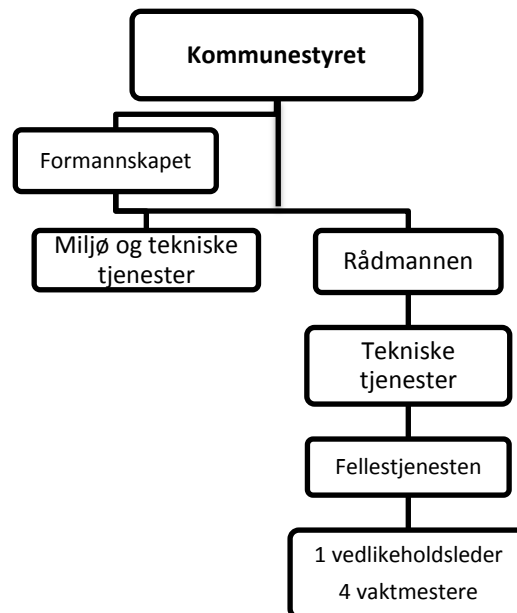 Kommunestyret
Formannskapet
Miljø og tekniske
tjenester
Rådmannen
Tekniske
tjenester
Fellestjenesten
1 vedlikeholdsleder
4 vaktmestere